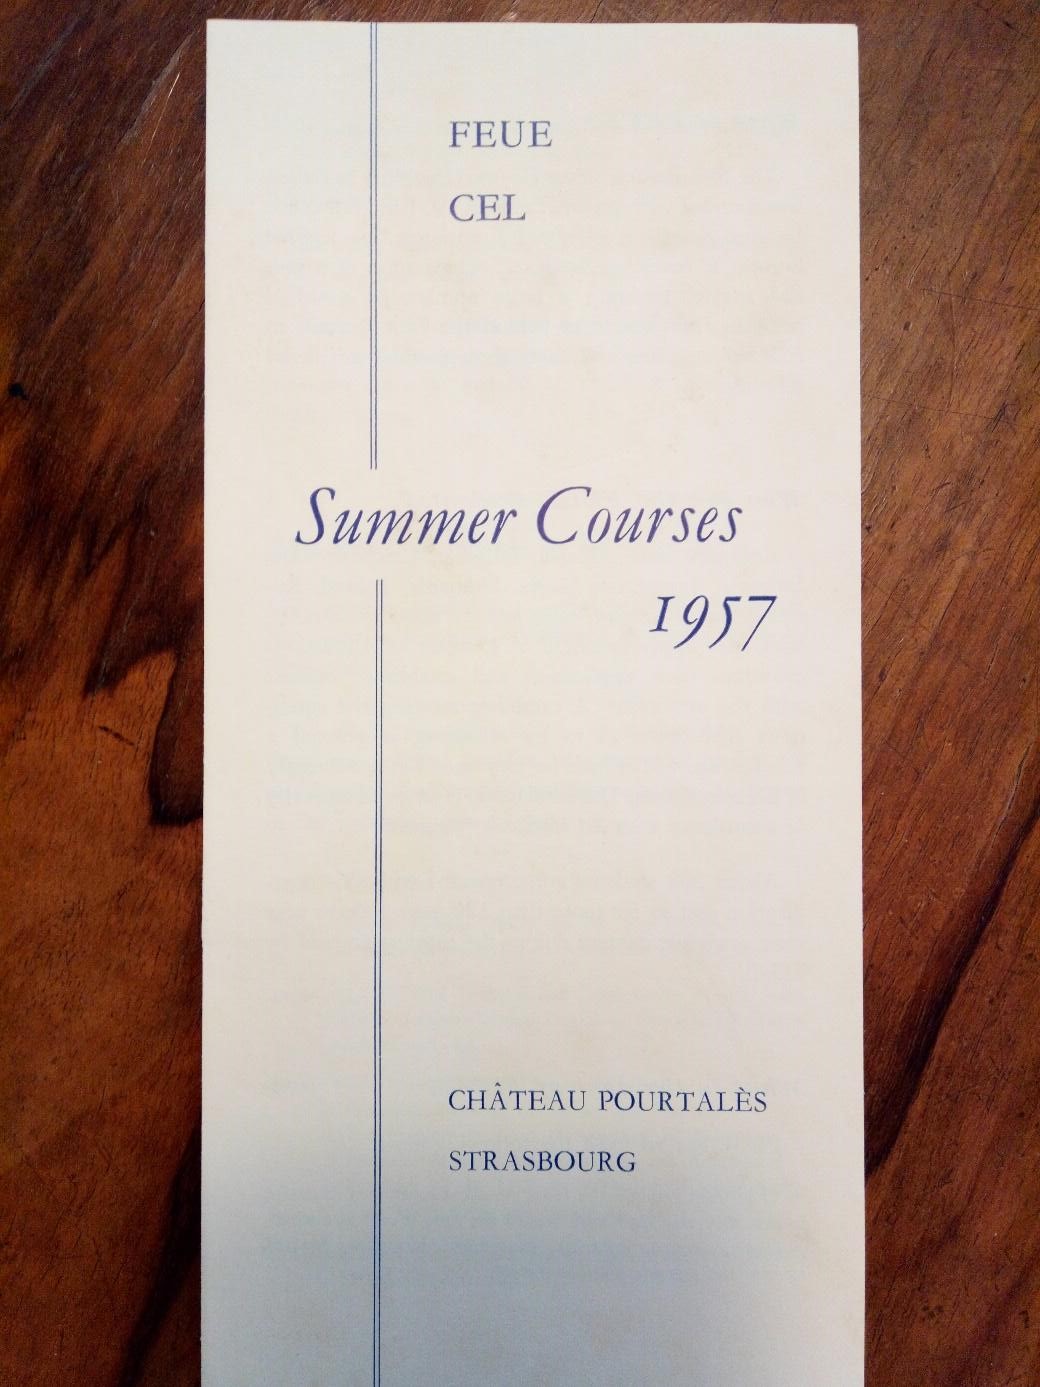 FEUE
CEL
Summer Courses
1957
CHÂTEAU POURTALÈS
STRASBOURG